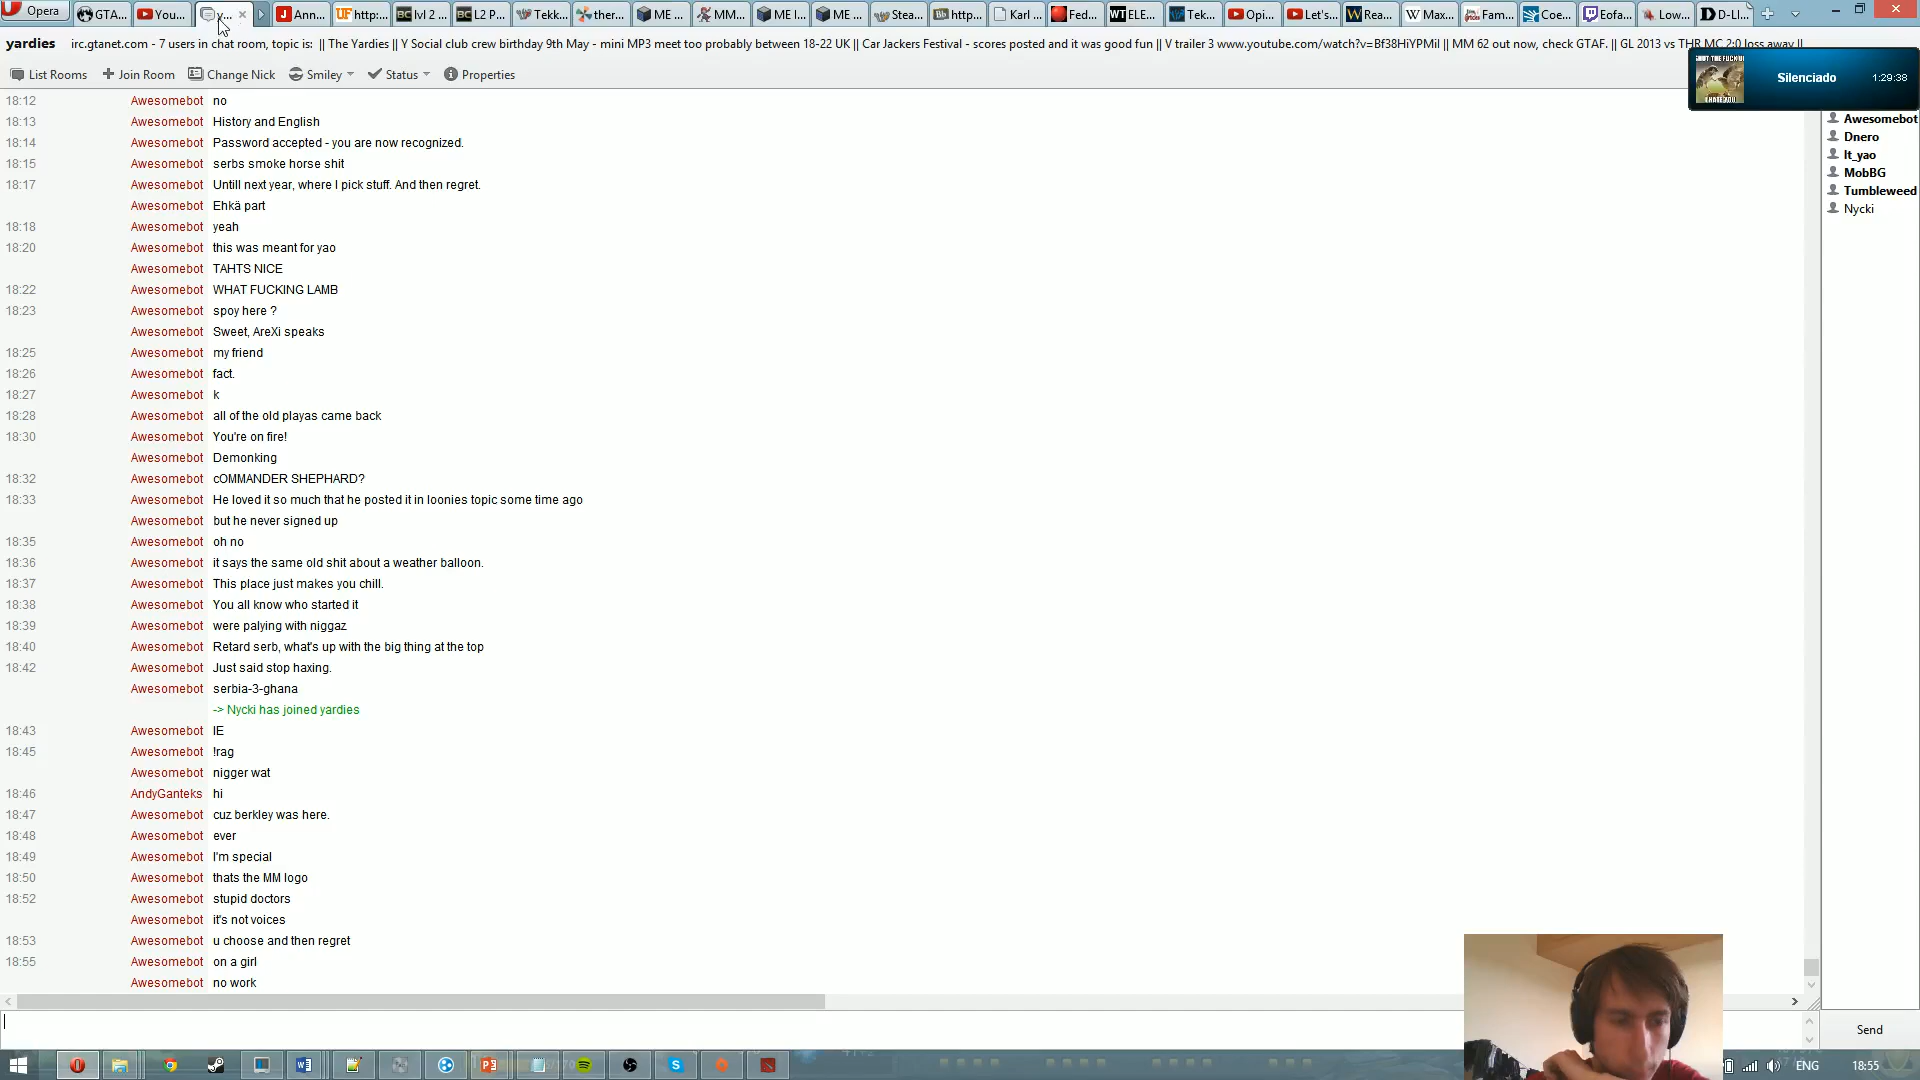 Opera GTA... You... y... Ann... http:... lvl 2 ... L2 P... Tekk... ther... ME ... MM... ME I... ME ... Stea... http... Karl ... Fed... ELE... Tek... Opi... Let's... Rea... Max... Fam... Coe... Eofa... Low... D-LI...
yardies irc.gtanet.com - 7 users in chat room, topic is: || The Yardies || Y Social club crew birthday 9th May - mini MP3 meet too probably between 18-22 UK || Car Jackers Festival - scores posted and it was good fun || V trailer 3 www.youtube.com/watch?v=Bf38HiYPMiI || MM 62 out now, check GTAF. || GL 2013 vs THR MC 2:0 loss away ||
List Rooms Join Room Change Nick Smiley Status Properties
Silenciado 1:29:38
18:12 Awesomebot no
18:13 Awesomebot History and English
18:14 Awesomebot Password accepted - you are now recognized.
18:15 Awesomebot serbs smoke horse shit
18:17 Awesomebot Untill next year, where I pick stuff. And then regret.
Awesomebot Ehkä part
18:18 Awesomebot yeah
18:20 Awesomebot this was meant for yao
Awesomebot TAHTS NICE
18:22 Awesomebot WHAT FUCKING LAMB
18:23 Awesomebot spoy here ?
Awesomebot Sweet, AreXi speaks
18:25 Awesomebot my friend
18:26 Awesomebot fact.
18:27 Awesomebot k
18:28 Awesomebot all of the old playas came back
18:30 Awesomebot You're on fire!
Awesomebot Demonking
18:32 Awesomebot cOMMANDER SHEPHARD?
18:33 Awesomebot He loved it so much that he posted it in loonies topic some time ago
Awesomebot but he never signed up
18:35 Awesomebot oh no
18:36 Awesomebot it says the same old shit about a weather balloon.
18:37 Awesomebot This place just makes you chill.
18:38 Awesomebot You all know who started it
18:39 Awesomebot were palying with niggaz
18:40 Awesomebot Retard serb, what's up with the big thing at the top
18:42 Awesomebot Just said stop haxing.
Awesomebot serbia-3-ghana
-> Nycki has joined yardies
18:43 Awesomebot IE
18:45 Awesomebot !rag
Awesomebot nigger wat
18:46 AndyGanteks hi
18:47 Awesomebot cuz berkley was here.
18:48 Awesomebot ever
18:49 Awesomebot I'm special
18:50 Awesomebot thats the MM logo
18:52 Awesomebot stupid doctors
Awesomebot it's not voices
18:53 Awesomebot u choose and then regret
18:55 Awesomebot on a girl
Awesomebot no work
Awesomebot
Dnero
lt_yao
MobBG
Tumbleweed
Nycki
Send
ENG 18:55